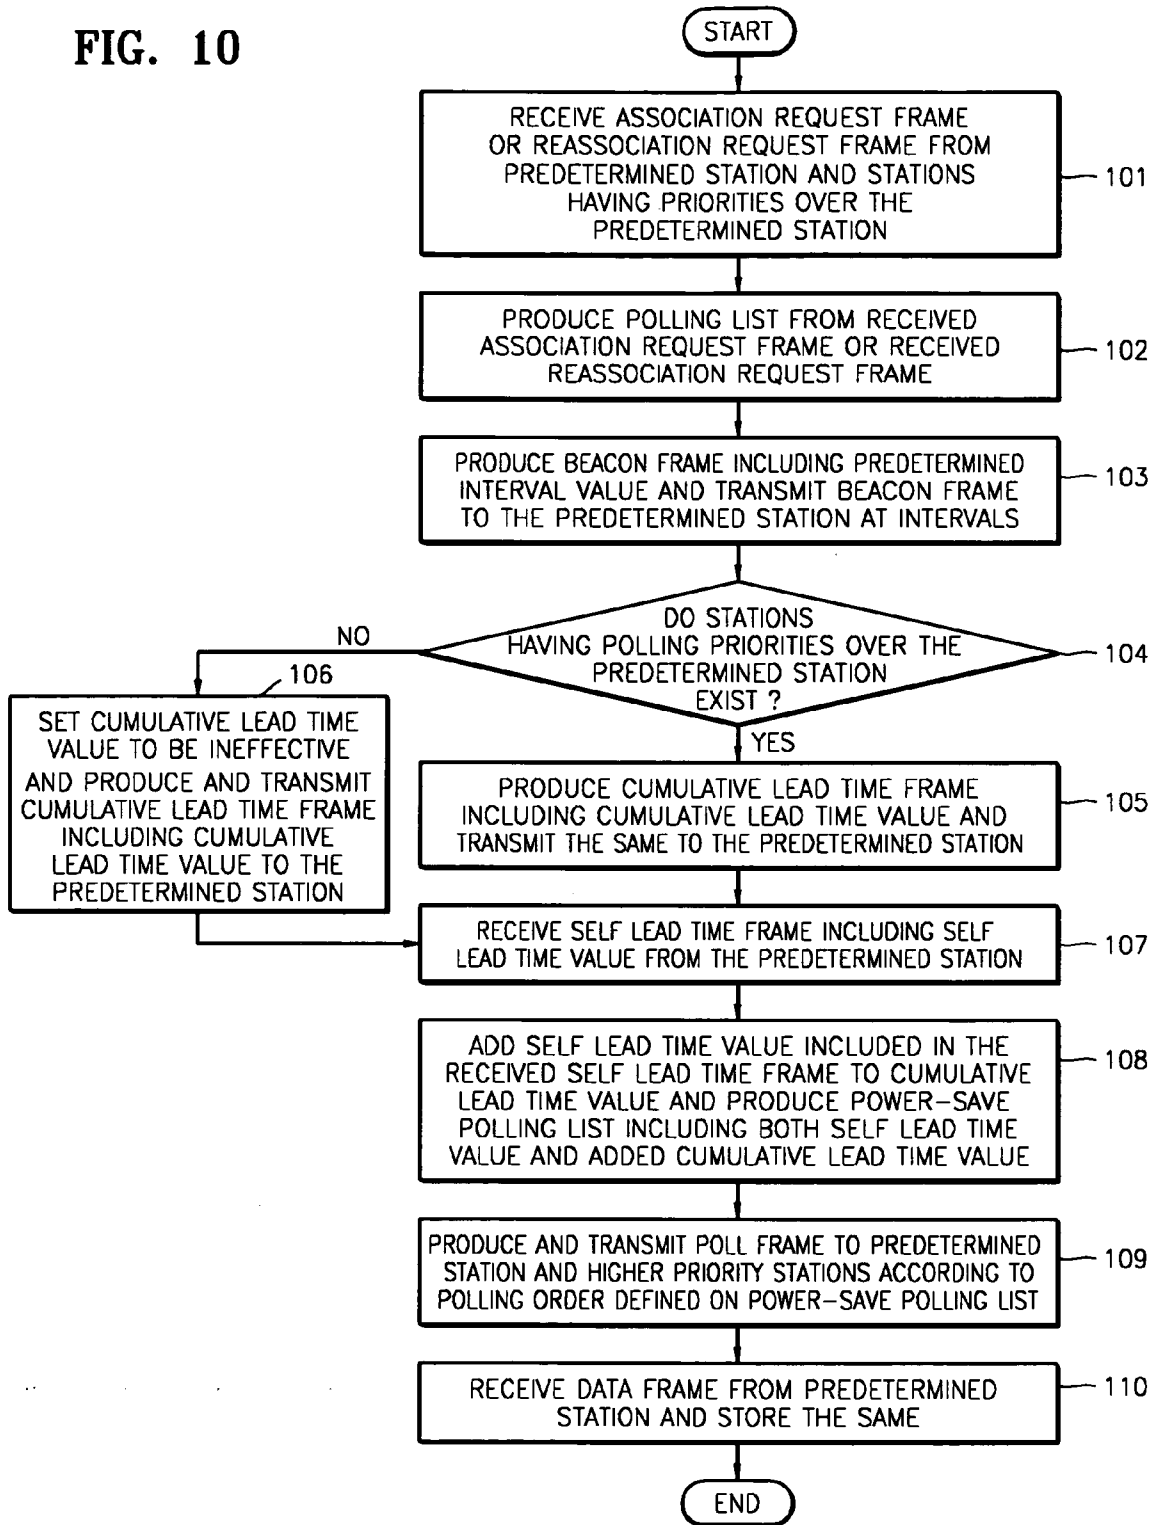 FIG. 10
START
RECEIVE ASSOCIATION REQUEST FRAME
OR REASSOCIATION REQUEST FRAME FROM
PREDETERMINED STATION AND STATIONS
HAVING PRIORITIES OVER THE
PREDETERMINED STATION
101
PRODUCE POLLING LIST FROM RECEIVED
ASSOCIATION REQUEST FRAME OR RECEIVED
REASSOCIATION REQUEST FRAME
102
PRODUCE BEACON FRAME INCLUDING PREDETERMINED
INTERVAL VALUE AND TRANSMIT BEACON FRAME
TO THE PREDETERMINED STATION AT INTERVALS
103
DO STATIONS
HAVING POLLING PRIORITIES OVER THE
PREDETERMINED STATION
EXIST ?
104
NO
YES
106
SET CUMULATIVE LEAD TIME
VALUE TO BE INEFFECTIVE
AND PRODUCE AND TRANSMIT
CUMULATIVE LEAD TIME FRAME
INCLUDING CUMULATIVE
LEAD TIME VALUE TO THE
PREDETERMINED STATION
PRODUCE CUMULATIVE LEAD TIME FRAME
INCLUDING CUMULATIVE LEAD TIME VALUE AND
TRANSMIT THE SAME TO THE PREDETERMINED STATION
105
RECEIVE SELF LEAD TIME FRAME INCLUDING SELF
LEAD TIME VALUE FROM THE PREDETERMINED STATION
107
ADD SELF LEAD TIME VALUE INCLUDED IN THE
RECEIVED SELF LEAD TIME FRAME TO CUMULATIVE
LEAD TIME VALUE AND PRODUCE POWER-SAVE
POLLING LIST INCLUDING BOTH SELF LEAD TIME
VALUE AND ADDED CUMULATIVE LEAD TIME VALUE
108
PRODUCE AND TRANSMIT POLL FRAME TO PREDETERMINED
STATION AND HIGHER PRIORITY STATIONS ACCORDING TO
POLLING ORDER DEFINED ON POWER-SAVE POLLING LIST
109
RECEIVE DATA FRAME FROM PREDETERMINED
STATION AND STORE THE SAME
110
END